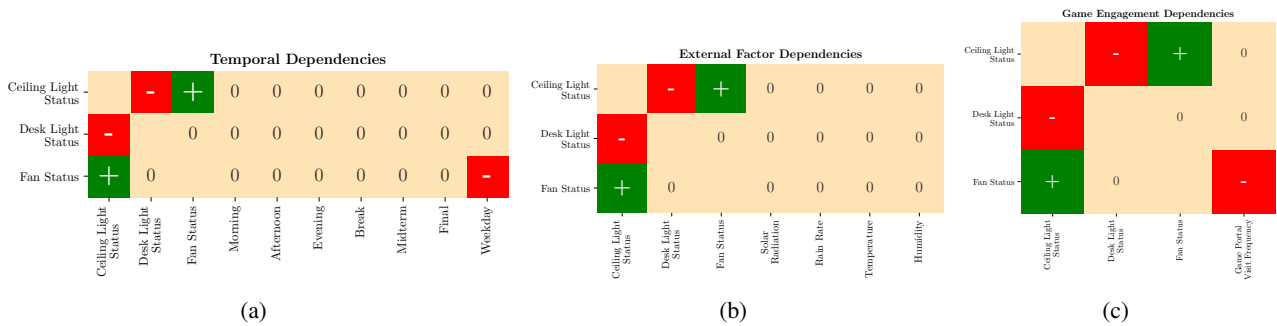 Temporal Dependencies
Ceiling Light
Status
- + 0 0 0 0 0 0 0
Desk Light
Status
- 0 0 0 0 0 0 0 0
Fan Status
+ 0 0 0 0 0 0 0 -
Ceiling Light
Status
Desk Light
Status
Fan Status
Morning
Afternoon
Evening
Break
Midterm
Final
Weekday
(a)
External Factor Dependencies
Ceiling Light
Status
- + 0 0 0 0
Desk Light
Status
- 0 0 0 0 0
Fan Status
+ 0 0 0 0 0
Ceiling Light
Status
Desk Light
Status
Fan Status
Solar
Radiation
Rain Rate
Temperature
Humidity
(b)
Game Engagement Dependencies
Ceiling Light
Status
- + 0
Desk Light
Status
- 0 0
Fan Status
+ 0 -
Ceiling Light
Status
Desk Light
Status
Fan Status
Game Portal
Visit Frequency
(c)